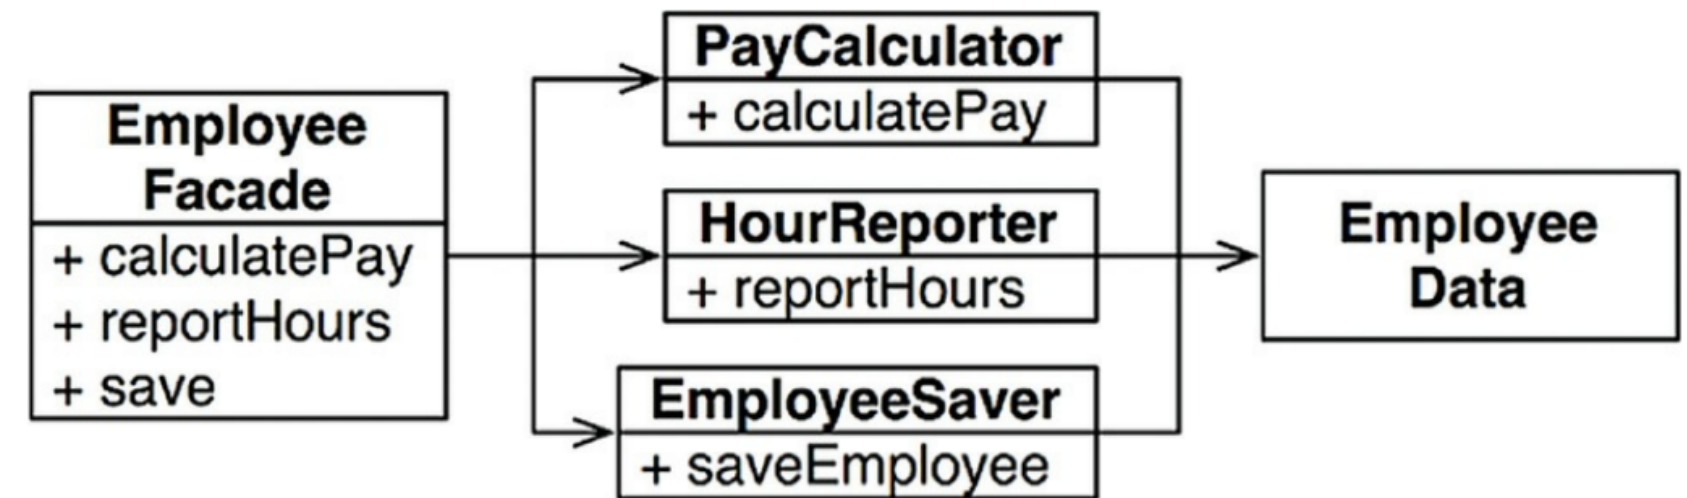 Employee
Facade
+ calculatePay
+ reportHours
+ save
PayCalculator
+ calculatePay
HourReporter
+ reportHours
EmployeeSaver
+ saveEmployee
Employee
Data